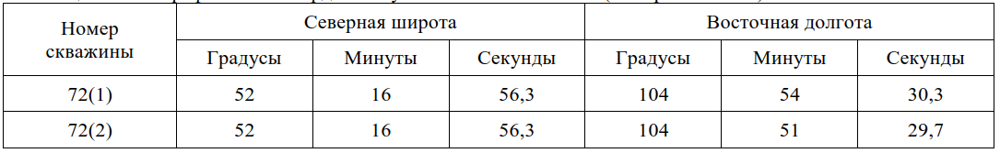 Номер скважины Северная широта Восточная долгота
Градусы Минуты Секунды Градусы Минуты Секунды
72(1) 52 16 56,3 104 54 30,3
72(2) 52 16 56,3 104 51 29,7